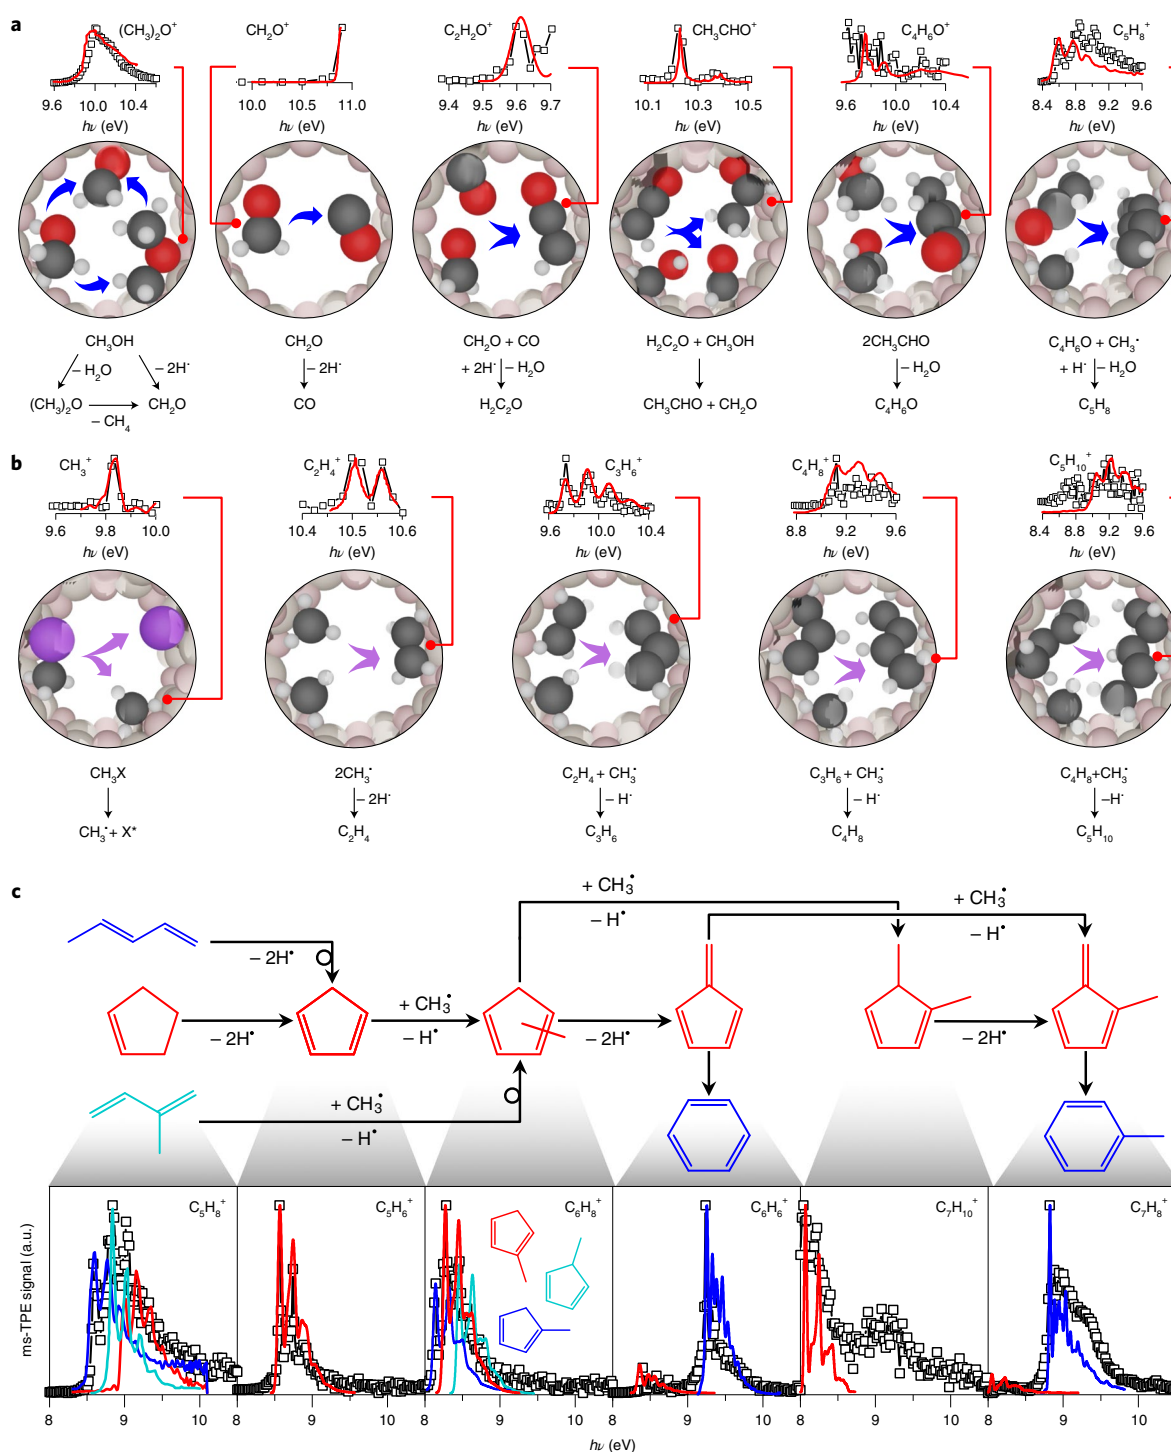 a
(CH3)2O+
CH2O+
C2H2O+
CH3CHO+
C4H6O+
C5H8+
9.6 10.0 10.4
10.0 10.5 11.0
9.4 9.5 9.6 9.7
10.1 10.3 10.5
9.6 10.0 10.4
8.4 8.8 9.2 9.6
hν (eV) hν (eV) hν (eV) hν (eV) hν (eV) hν (eV)
CH3OH
– H2O – 2H·
(CH3)2O CH2O
– CH4
CH2O
– 2H·
CO
CH2O + CO
+ 2H· – H2O
H2C2O
H2C2O + CH3OH
CH3CHO + CH2O
2CH3CHO
– H2O
C4H6O
C4H6O + CH3•
+ H· – H2O
C5H8
b
CH3+
C2H4+
C3H6+
C4H8+
C5H10+
9.6 9.8 10.0
10.4 10.5 10.6
9.6 10.0 10.4
8.8 9.2 9.6
8.4 8.8 9.2 9.6
hν (eV) hν (eV) hν (eV) hν (eV) hν (eV)
CH3X
CH3• + X*
2CH3•
– 2H·
C2H4
C2H4 + CH3•
– H·
C3H6
C3H6 + CH3•
– H·
C4H8
C4H8+CH3•
–H·
C5H10
c
+ CH3•
– H•
+ CH3•
– H•
– 2H•
– 2H•
+ CH3•
– H•
– 2H•
– 2H•
+ CH3•
– H•
ms-TPE signal (a.u.)
C5H8+ C5H6+ C6H8+ C6H6+ C7H10+ C7H8+
8 9 10 8 9 10 8 9 10 8 9 10 8 9 10 8 9 10
hν (eV)